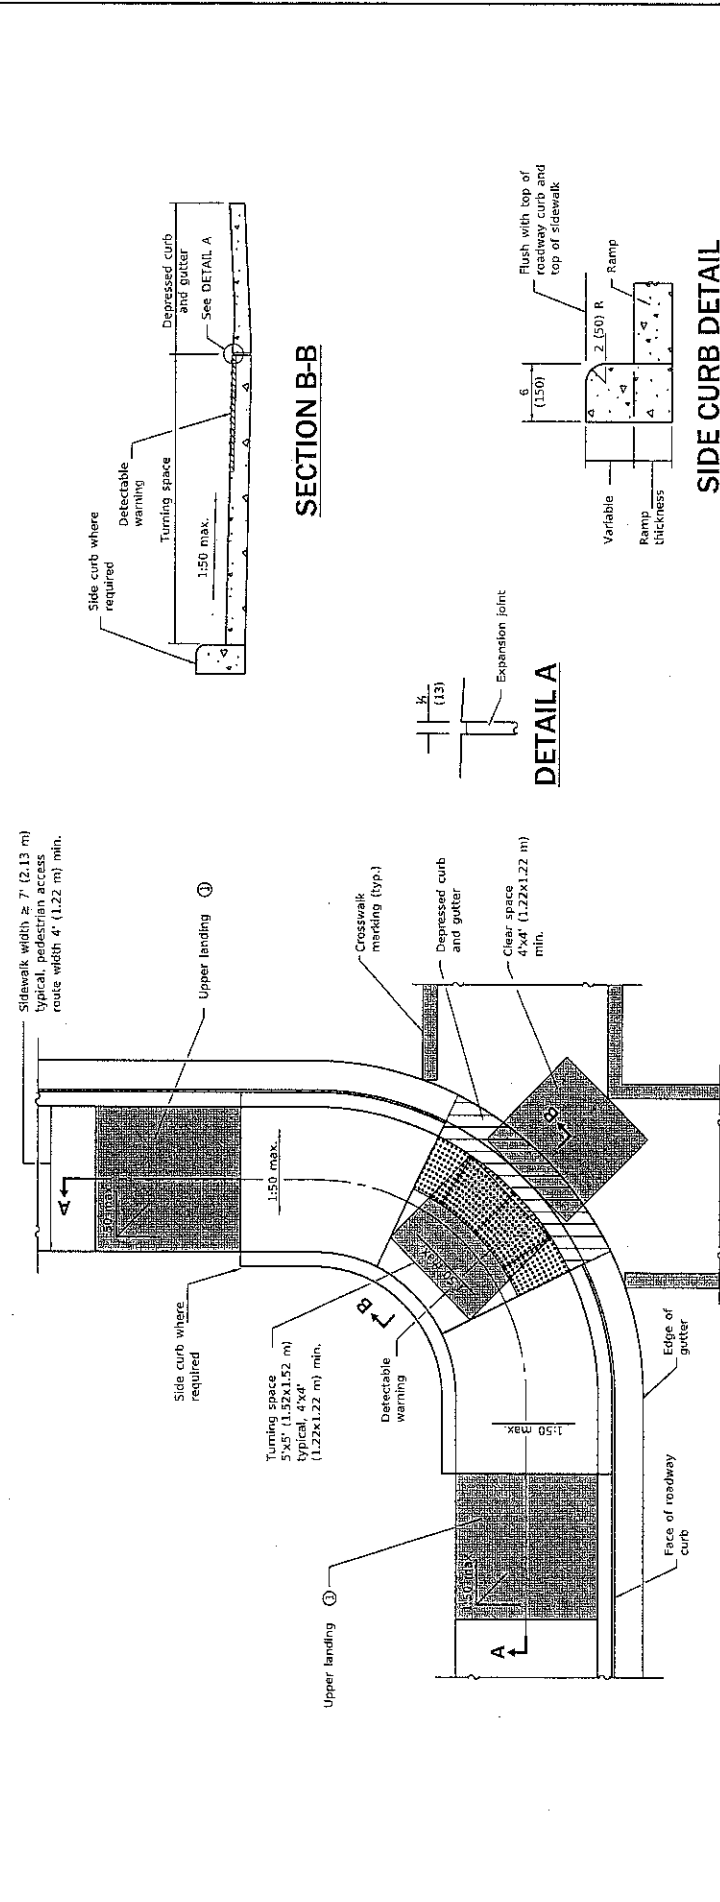 Sidewalk width ≥ 7' (2.13 m)
typical, pedestrian access
route width 4' (1.22 m) min.
Upper landing ①
A
1:50 max.
1:50 max.
Side curb where
required
B
Turning space
5'x5' (1.52x1.52 m)
typical, 4'x4'
(1.22x1.22 m) min.
Detectable
warning
Crosswalk
marking (typ.)
Depressed curb
and gutter
Clear space
4'x4' (1.22x1.22 m)
min.
B
1:50 max.
1:50 max.
Upper landing ①
A
Edge of
gutter
Face of roadway
curb
Side curb where
required
Detectable
warning
Turning space
Depressed curb
and gutter
See DETAIL A
1:50 max.
SECTION B-B
(13)
Expansion joint
DETAIL A
Flush with top of
roadway curb and
top of sidewalk
6
(150)
2 (50) R
Ramp
Variable
Ramp
thickness
SIDE CURB DETAIL